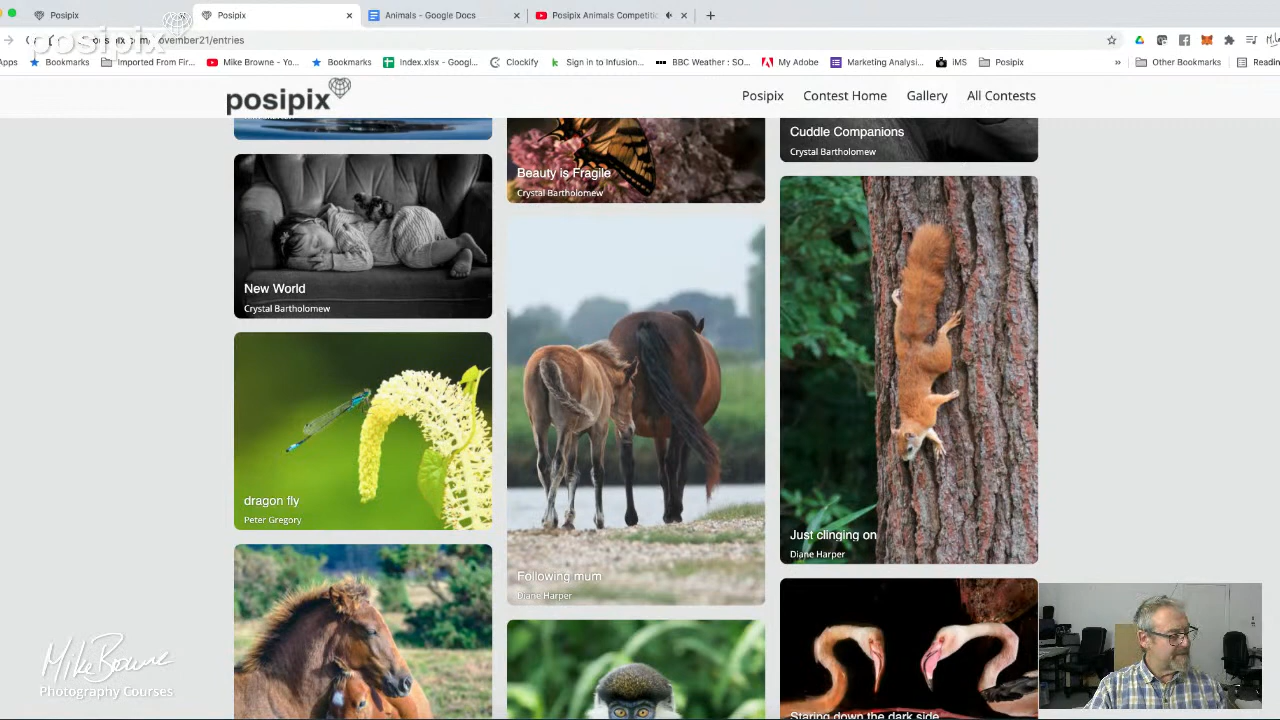 Posipix
Posipix
Animals - Google Docs
Posipix Animals Competitio
posipix
vember21/entries
Apps
Bookmarks
Imported From Fir...
Mike Browne - Yo...
Bookmarks
Index.xlsx - Googl...
Clockify
Sign in to Infusion...
BBC Weather : SO...
My Adobe
Marketing Analysi...
iMS
Posipix
»
Other Bookmarks
Readin
posipix
Posipix
Contest Home
Gallery
All Contests
Beauty is Fragile
Crystal Bartholomew
Cuddle Companions
Crystal Bartholomew
New World
Crystal Bartholomew
dragon fly
Peter Gregory
Following mum
Diane Harper
Just clinging on
Diane Harper
Staring down the dark side
Mike Browne
Photography Courses